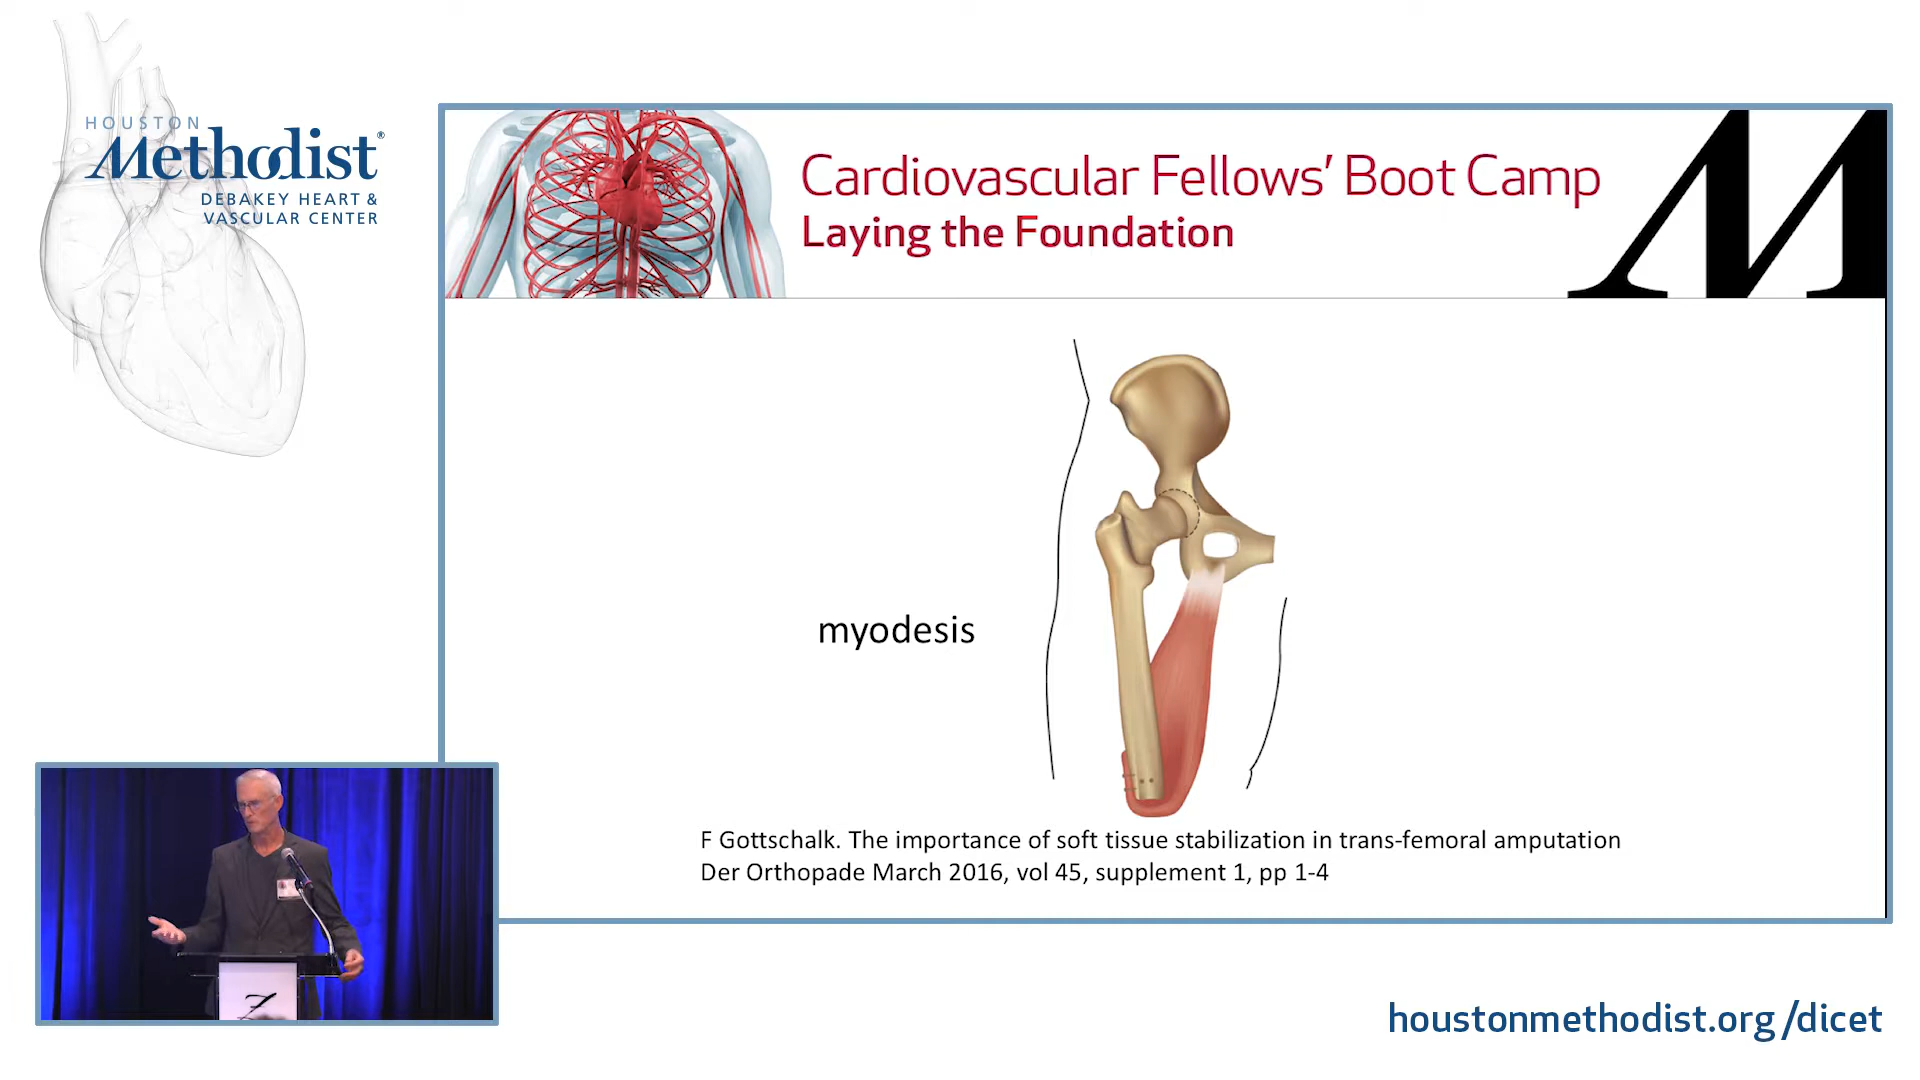 HOUSTON
Methodist®
DEBAKEY HEART &
VASCULAR CENTER
Cardiovascular Fellows' Boot Camp
Laying the Foundation
M
myodesis
F Gottschalk. The importance of soft tissue stabilization in trans-femoral amputation
Der Orthopade March 2016, vol 45, supplement 1, pp 1-4
houstonmethodist.org/dicet